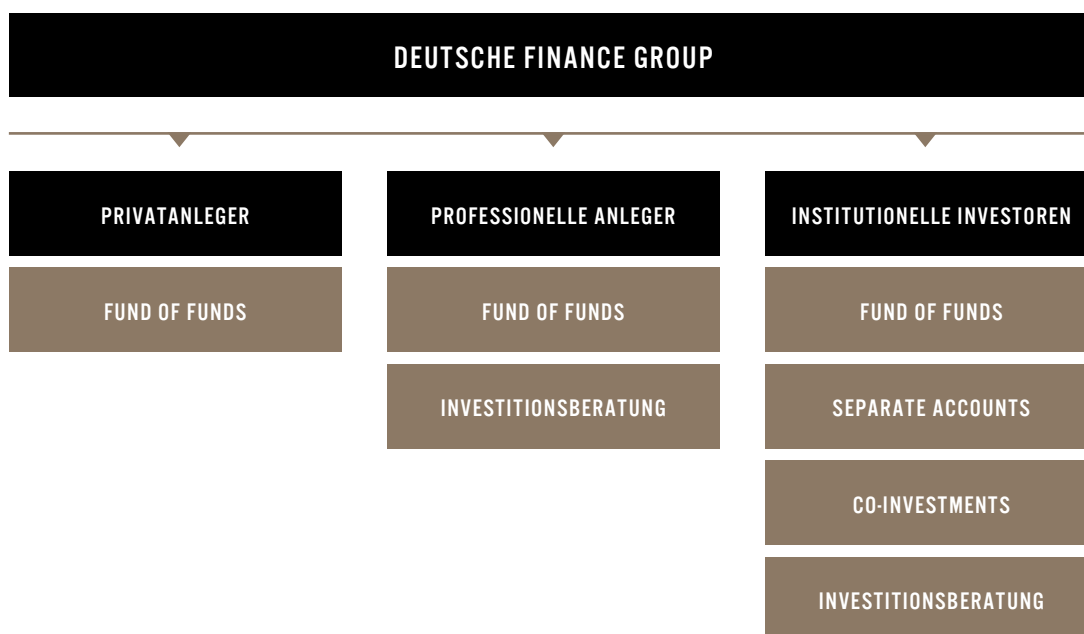 DEUTSCHE FINANCE GROUP
PRIVATANLEGER
FUND OF FUNDS
PROFESSIONELLE ANLEGER
FUND OF FUNDS
INVESTITIONSBERATUNG
INSTITUTIONELLE INVESTOREN
FUND OF FUNDS
SEPARATE ACCOUNTS
CO-INVESTMENTS
INVESTITIONSBERATUNG